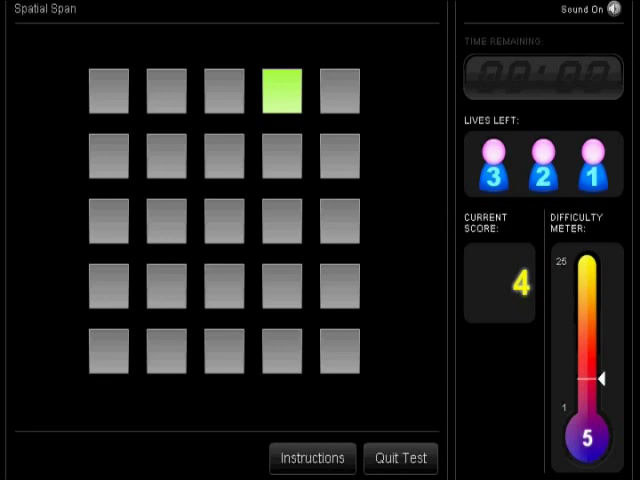 Spatial Span
Sound On
TIME REMAINING:
00:00
LIVES LEFT:
3 2 1
CURRENT
SCORE:
4
DIFFICULTY
METER:
25
1
5
Instructions
Quit Test